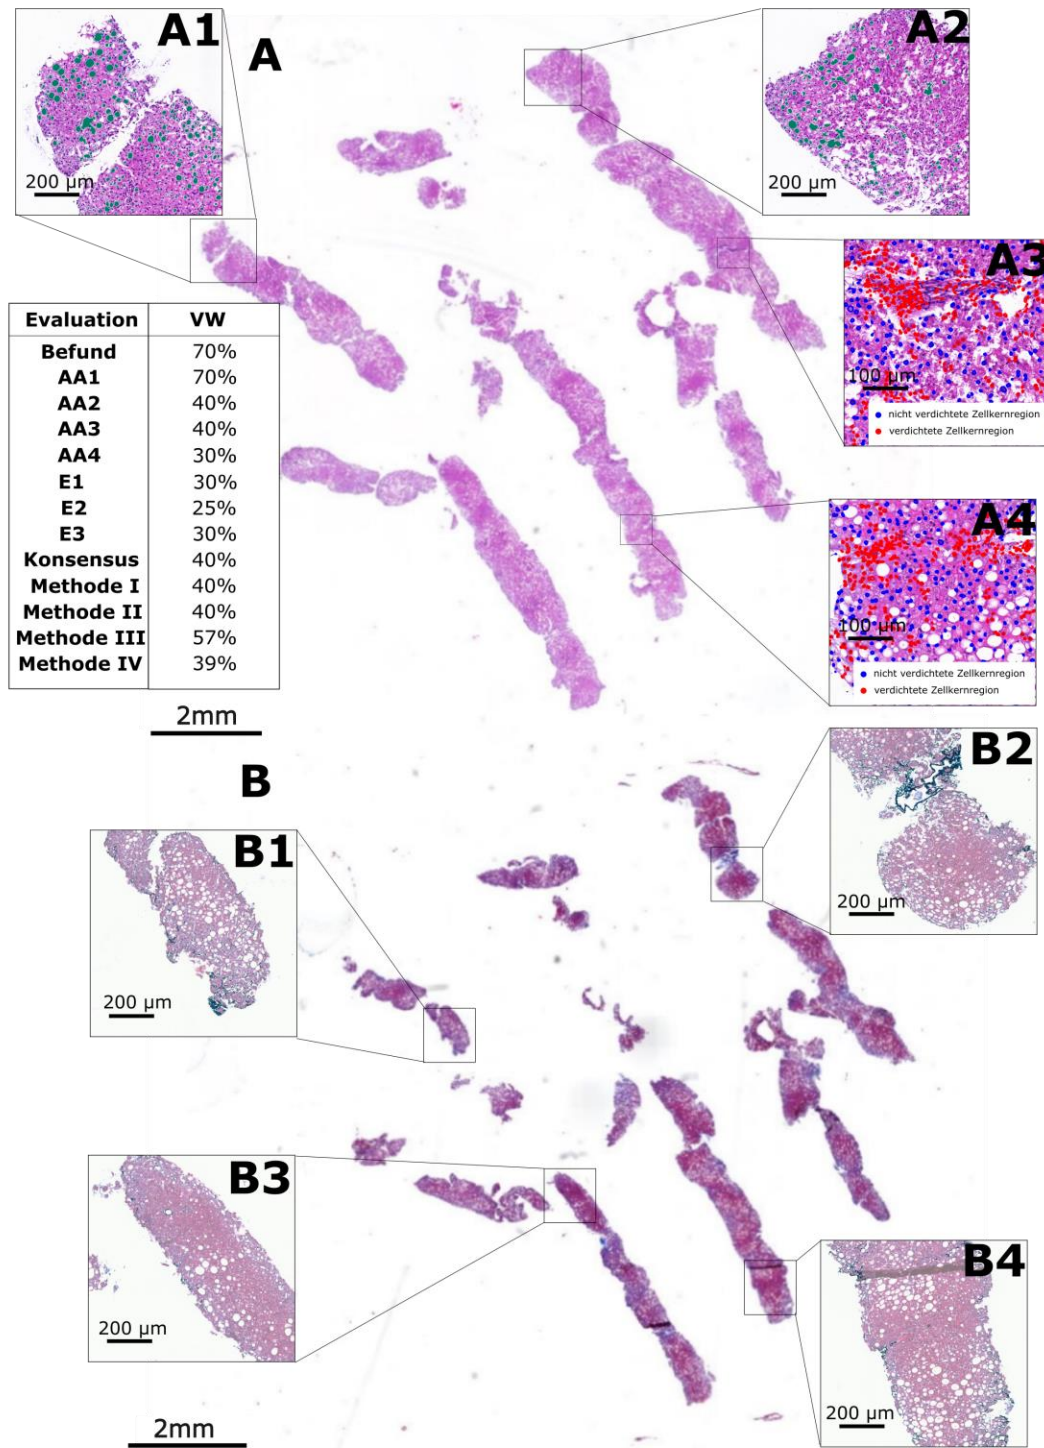 A1
200 µm
A
A2
200 µm
A3
100 µm
nicht verdichtete Zellkernregion
verdichtete Zellkernregion
Evaluation VW
Befund 70%
AA1 70%
AA2 40%
AA3 40%
AA4 30%
E1 30%
E2 25%
E3 30%
Konsensus 40%
Methode I 40%
Methode II 40%
Methode III 57%
Methode IV 39%
A4
100 µm
nicht verdichtete Zellkernregion
verdichtete Zellkernregion
2mm
B
B1
200 µm
B2
200 µm
B3
200 µm
B4
200 µm
2mm